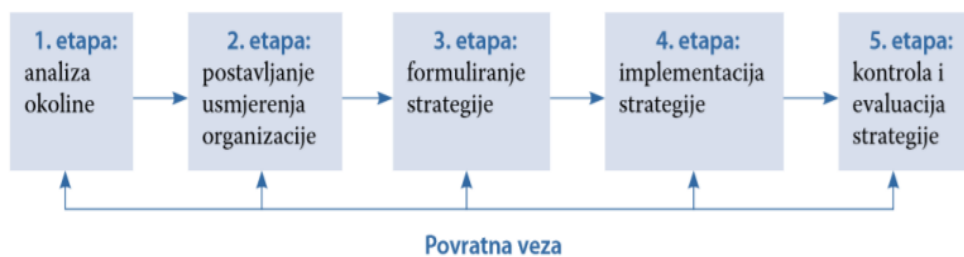 1. etapa:
analiza
okoline
2. etapa:
postavljanje
usmjerenja
organizacije
3. etapa:
formuliranje
strategije
4. etapa:
implementacija
strategije
5. etapa:
kontrola i
evaluacija
strategije
Povratna veza